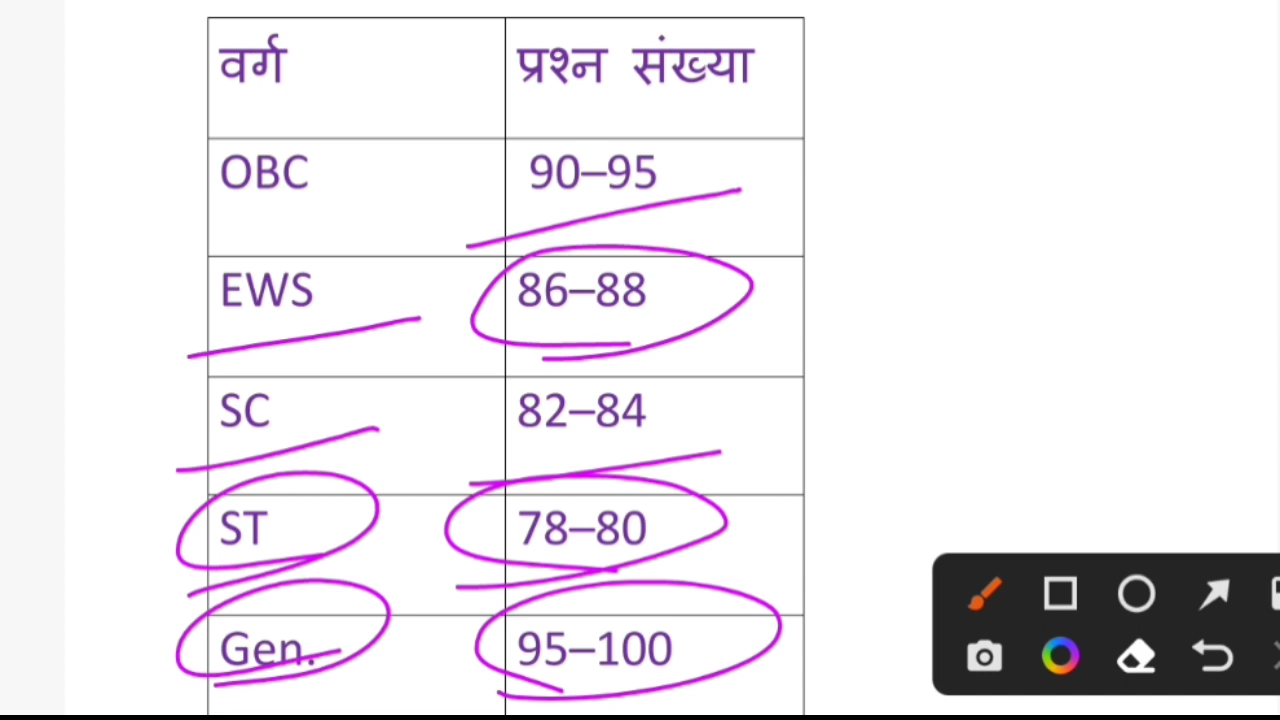 वर्ग प्रश्न संख्या
OBC 90–95
EWS 86–88
SC 82–84
ST 78–80
Gen. 95–100